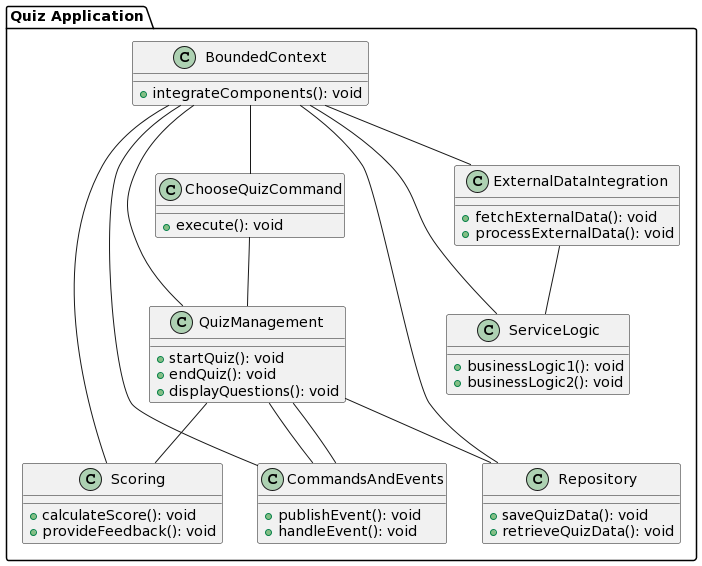 Quiz Application
C BoundedContext
integrateComponents(): void
C ChooseQuizCommand
execute(): void
C ExternalDataIntegration
fetchExternalData(): void
processExternalData(): void
C QuizManagement
startQuiz(): void
endQuiz(): void
displayQuestions(): void
C ServiceLogic
businessLogic1(): void
businessLogic2(): void
C Scoring
calculateScore(): void
provideFeedback(): void
C CommandsAndEvents
publishEvent(): void
handleEvent(): void
C Repository
saveQuizData(): void
retrieveQuizData(): void